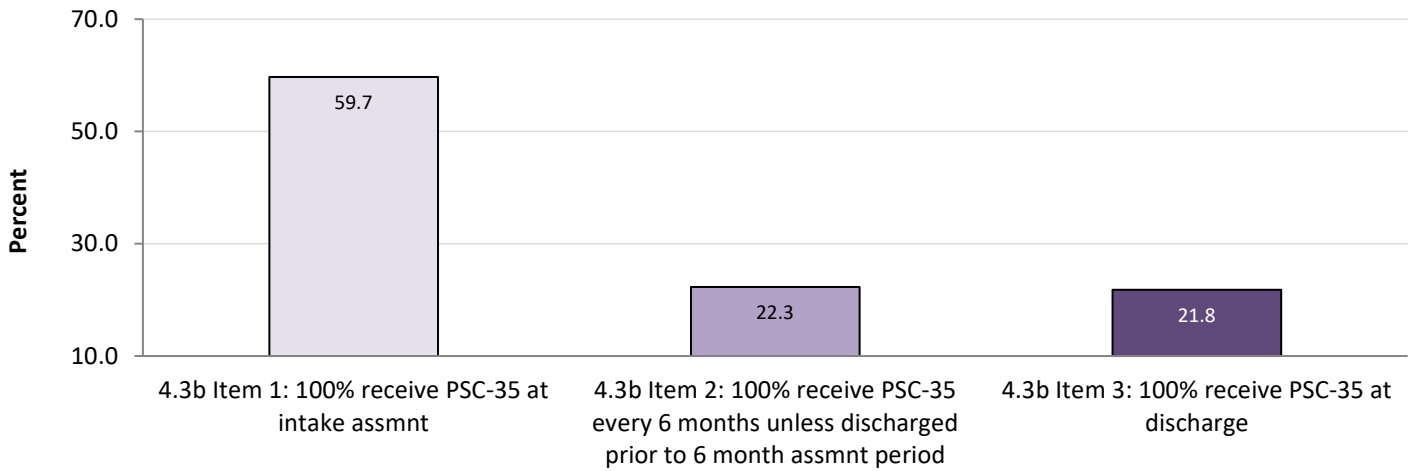 70.0
59.7
50.0
Percent
30.0
22.3
21.8
10.0
4.3b Item 1: 100% receive PSC-35 at
intake assmnt
4.3b Item 2: 100% receive PSC-35
every 6 months unless discharged
prior to 6 month assmnt period
4.3b Item 3: 100% receive PSC-35 at
discharge